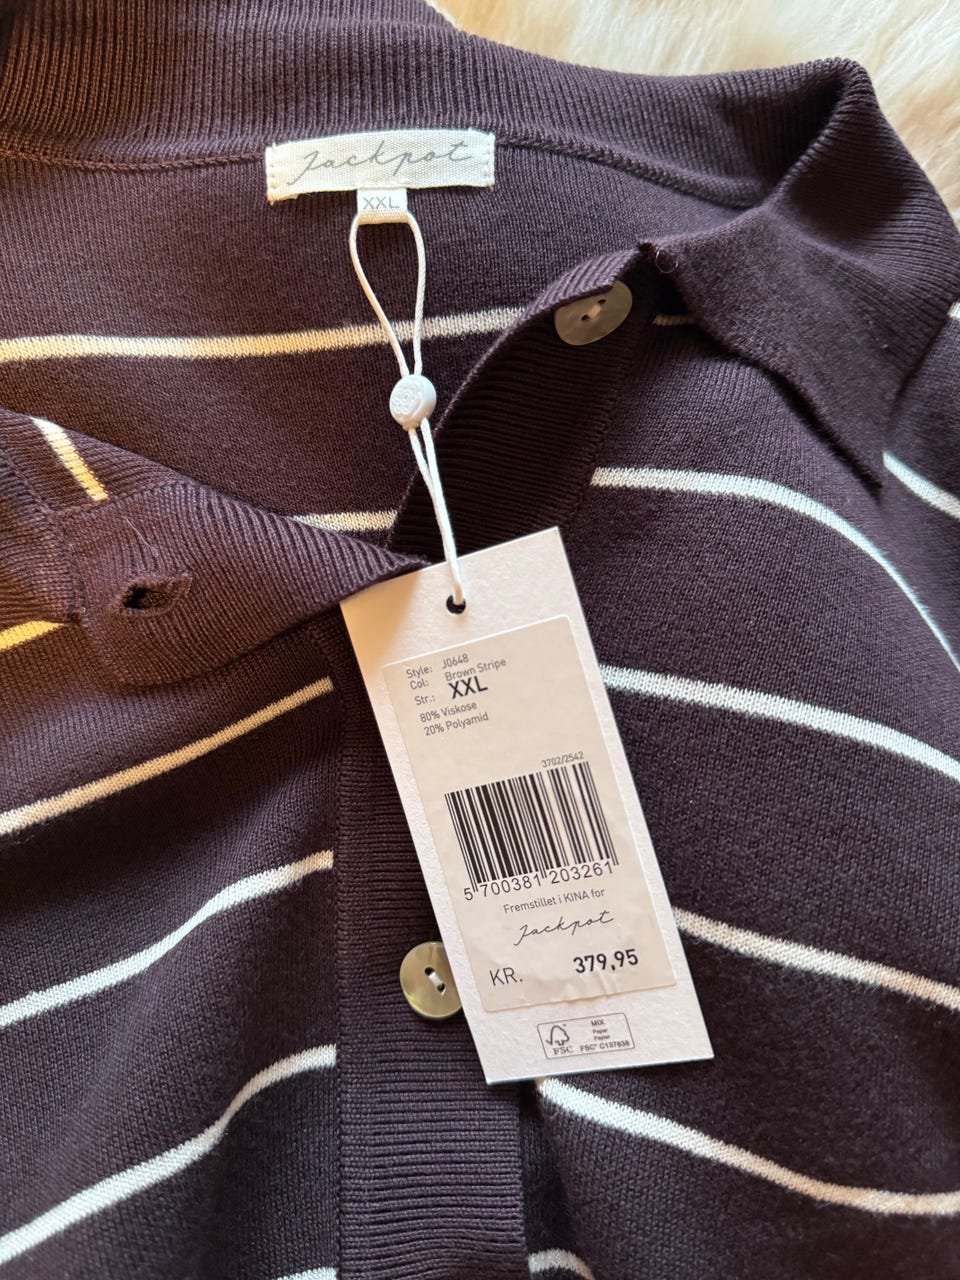 Jackpot
XXL
Style: J0648
Col: Brown Stripe
Str.: XXL
80% Viskose
20% Polyamid
3702/2542
5 700381 203261
Fremstillet i KINA for
Jackpot
KR. 379,95
FSC
MIX
Paper
Papier
FSC® C137838